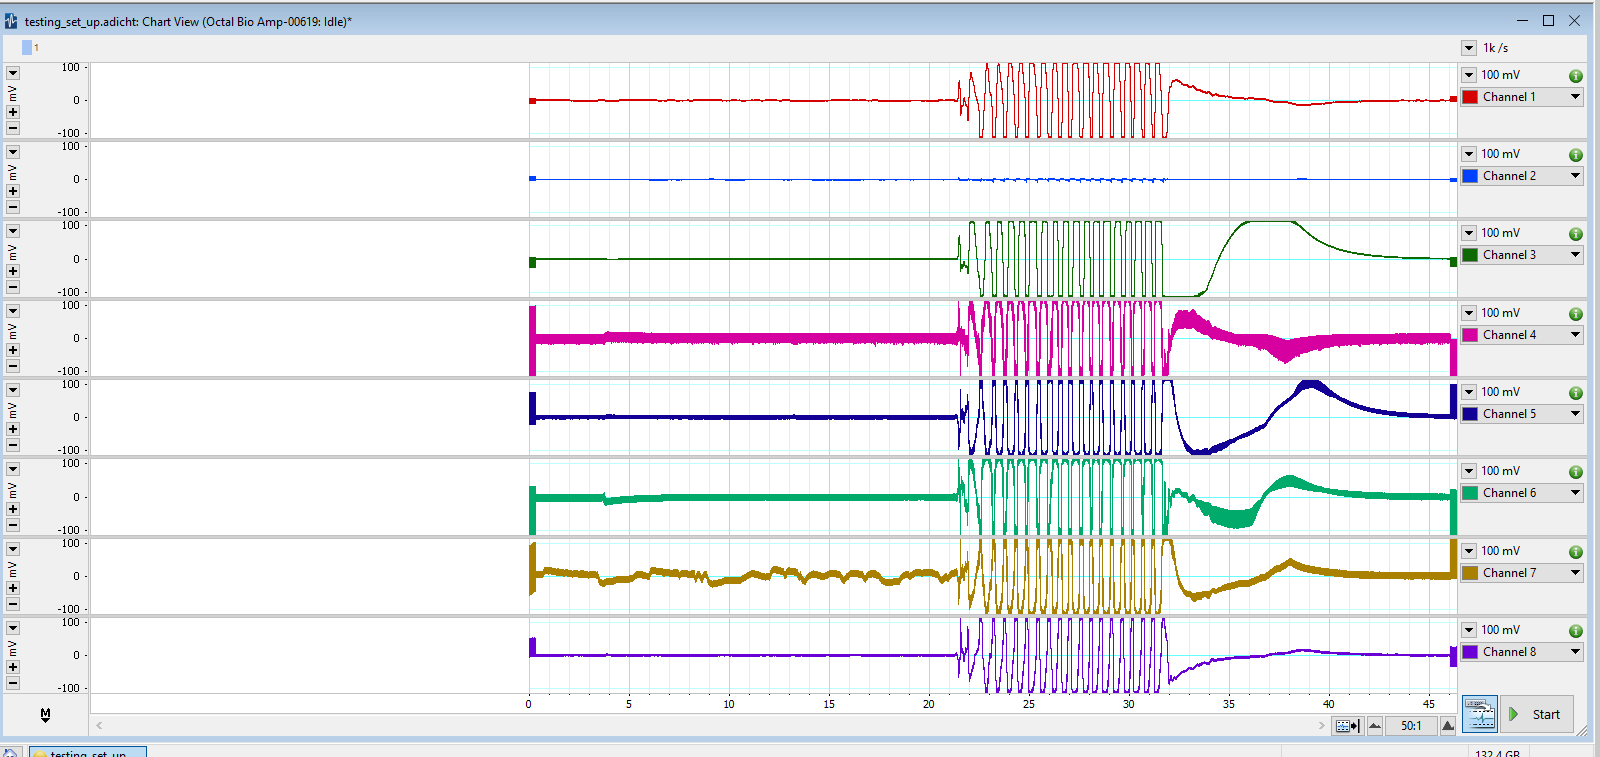 testing_set_up.adicht: Chart View (Octal Bio Amp-00619: Idle)*
1
1k /s
100
mV
0
-100
100 mV
Channel 1
100
mV
0
-100
100 mV
Channel 2
100
mV
0
-100
100 mV
Channel 3
100
mV
0
-100
100 mV
Channel 4
100
mV
0
-100
100 mV
Channel 5
100
mV
0
-100
100 mV
Channel 6
100
mV
0
-100
100 mV
Channel 7
100
mV
0
-100
100 mV
Channel 8
0 5 10 15 20 25 30 35 40 45
M
50:1
Start
testing_set_up
132.4 GB